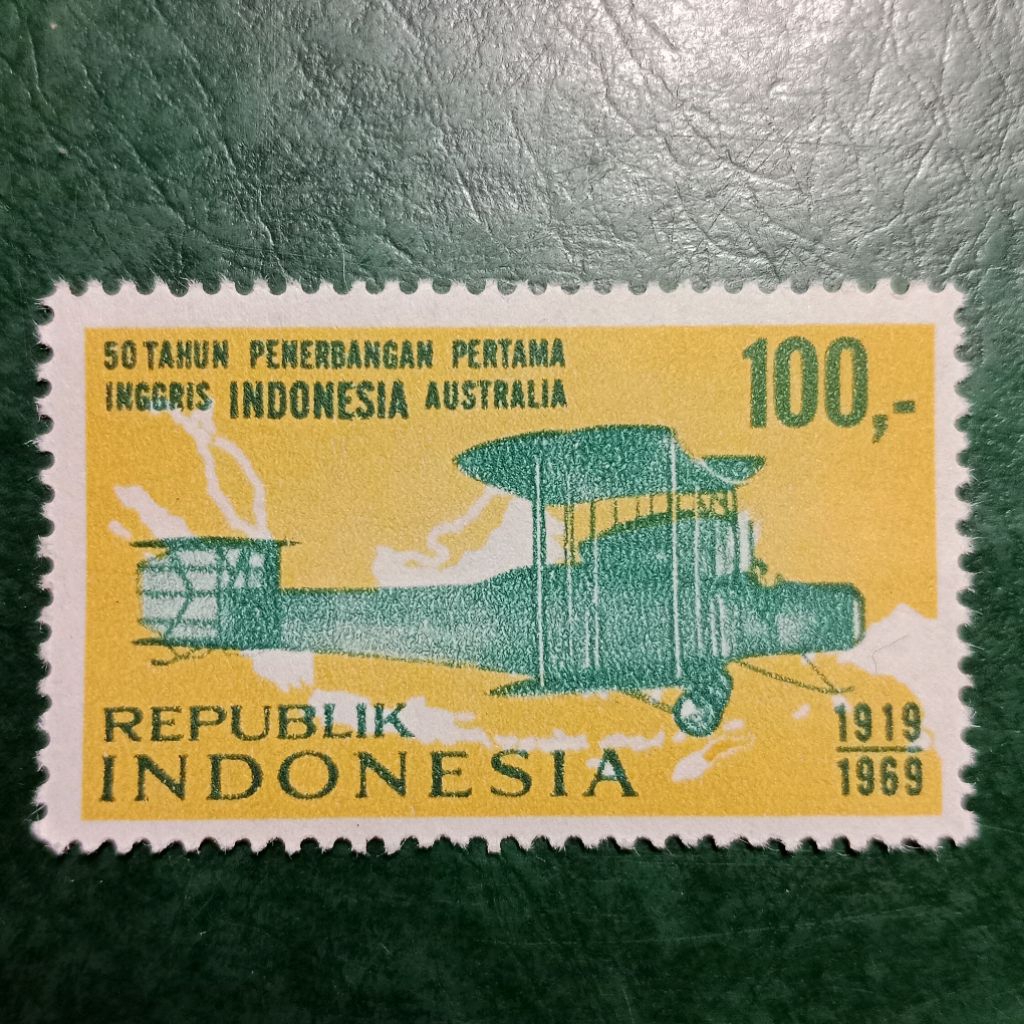 50 TAHUN PENERBANGAN PERTAMA
INGGRIS INDONESIA AUSTRALIA
100,-
REPUBLIK
INDONESIA
1919
1969